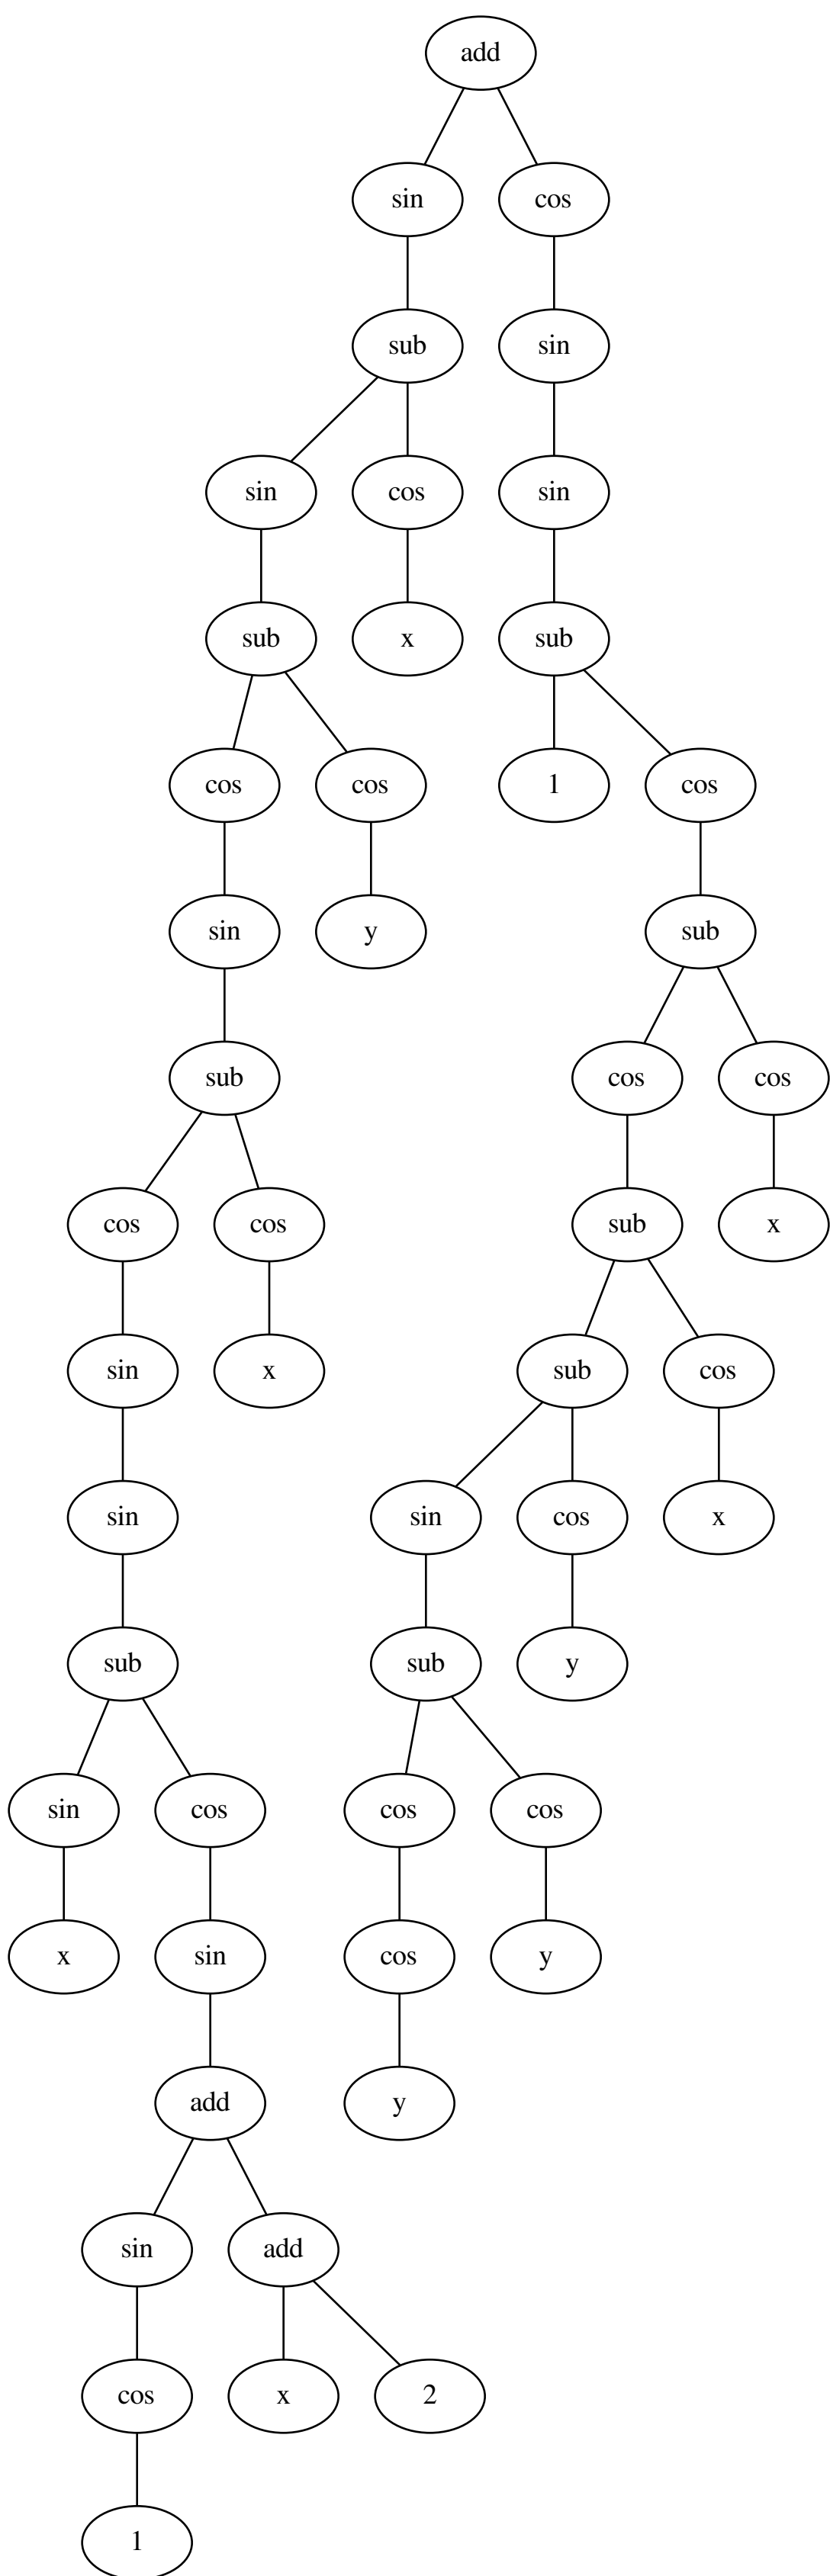 add
sin cos
sub sin
sin cos sin
sub x sub
cos cos 1 cos
sin y sub
sub cos cos
cos cos sub x
sin x sub cos
sin sin cos x
sub sub y
sin cos cos cos
x sin cos y
add y
sin add
cos x 2
1